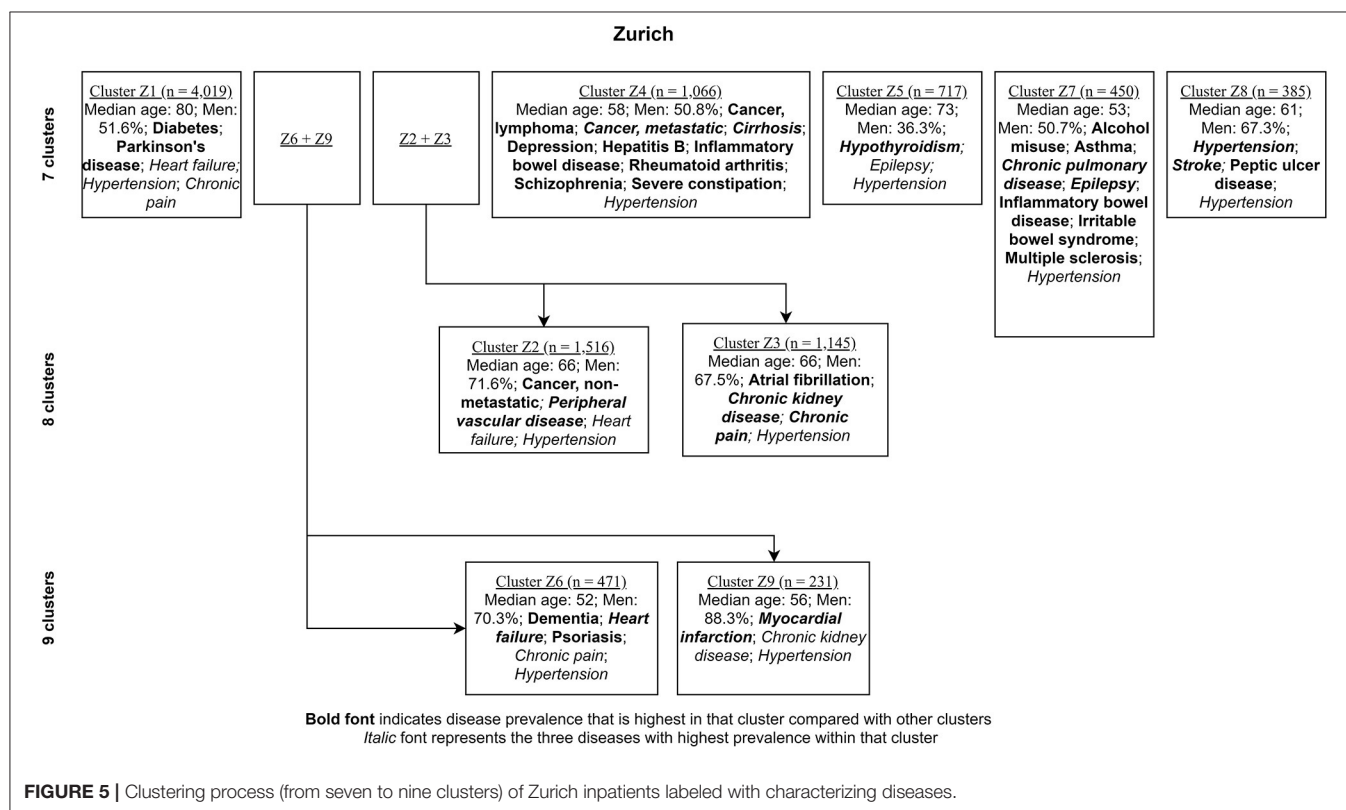 Zurich
7 clusters
Cluster Z1 (n = 4,019)
Median age: 80; Men:
51.6%; Diabetes;
Parkinson's
disease; Heart failure;
Hypertension; Chronic
pain
Z6 + Z9
Z2 + Z3
Cluster Z4 (n = 1,066)
Median age: 58; Men: 50.8%; Cancer,
lymphoma; Cancer, metastatic; Cirrhosis;
Depression; Hepatitis B; Inflammatory
bowel disease; Rheumatoid arthritis;
Schizophrenia; Severe constipation;
Hypertension
Cluster Z5 (n = 717)
Median age: 73;
Men: 36.3%;
Hypothyroidism;
Epilepsy;
Hypertension
Cluster Z7 (n = 450)
Median age: 53;
Men: 50.7%; Alcohol
misuse; Asthma;
Chronic pulmonary
disease; Epilepsy;
Inflammatory bowel
disease; Irritable
bowel syndrome;
Multiple sclerosis;
Hypertension
Cluster Z8 (n = 385)
Median age: 61;
Men: 67.3%;
Hypertension;
Stroke; Peptic ulcer
disease;
Hypertension
8 clusters
Cluster Z2 (n = 1,516)
Median age: 66; Men:
71.6%; Cancer, non-
metastatic; Peripheral
vascular disease; Heart
failure; Hypertension
Cluster Z3 (n = 1,145)
Median age: 66; Men:
67.5%; Atrial fibrillation;
Chronic kidney
disease; Chronic
pain; Hypertension
9 clusters
Cluster Z6 (n = 471)
Median age: 52; Men:
70.3%; Dementia; Heart
failure; Psoriasis;
Chronic pain;
Hypertension
Cluster Z9 (n = 231)
Median age: 56; Men:
88.3%; Myocardial
infarction; Chronic kidney
disease; Hypertension
Bold font indicates disease prevalence that is highest in that cluster compared with other clusters
Italic font represents the three diseases with highest prevalence within that cluster
FIGURE 5 | Clustering process (from seven to nine clusters) of Zurich inpatients labeled with characterizing diseases.